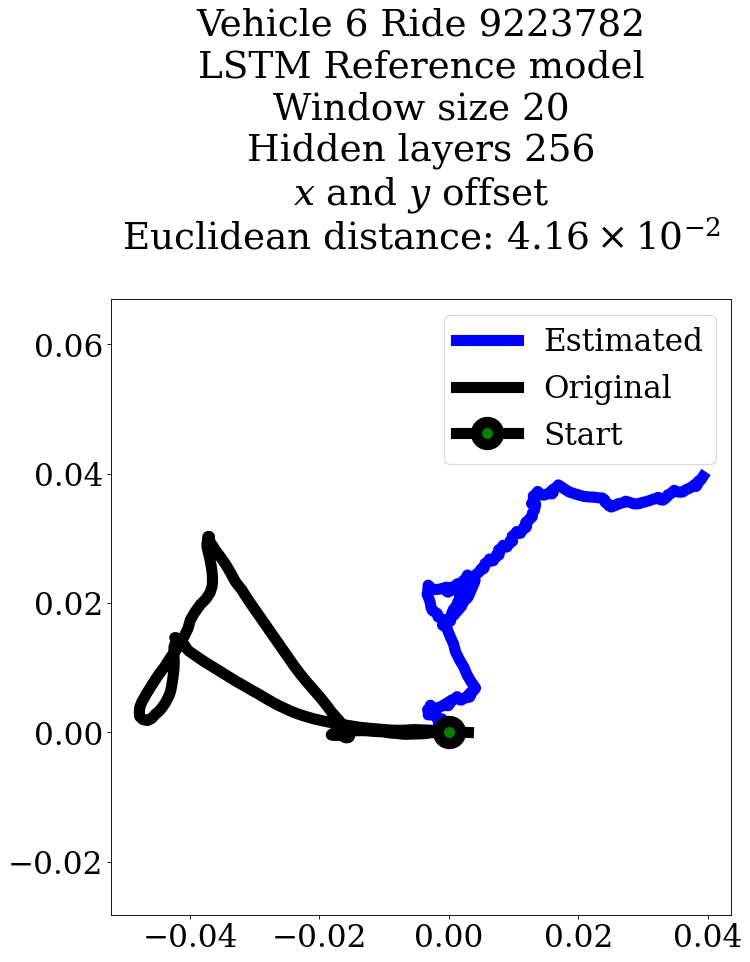 Vehicle 6 Ride 9223782
LSTM Reference model
Window size 20
Hidden layers 256
x and y offset
Euclidean distance: 4.16 × 10⁻²
Estimated
Original
Start
0.06
0.04
0.02
0.00
−0.02
−0.04 −0.02 0.00 0.02 0.04